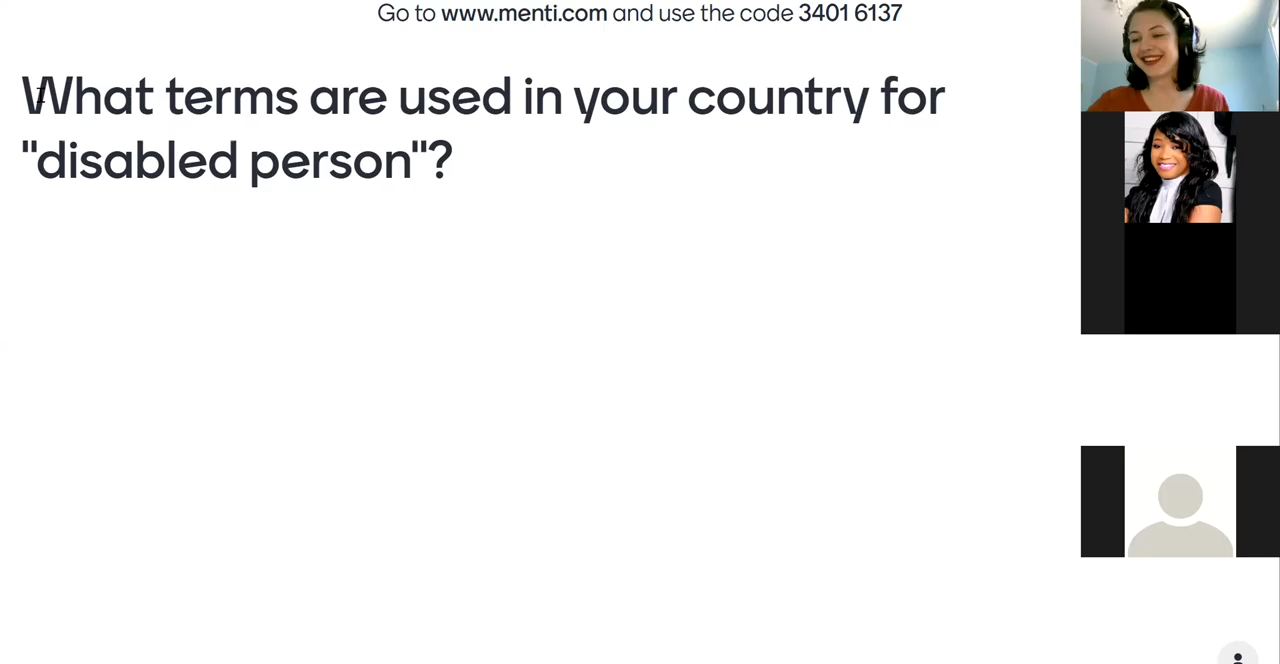 Go to www.menti.com and use the code 3401 6137
What terms are used in your country for
"disabled person"?